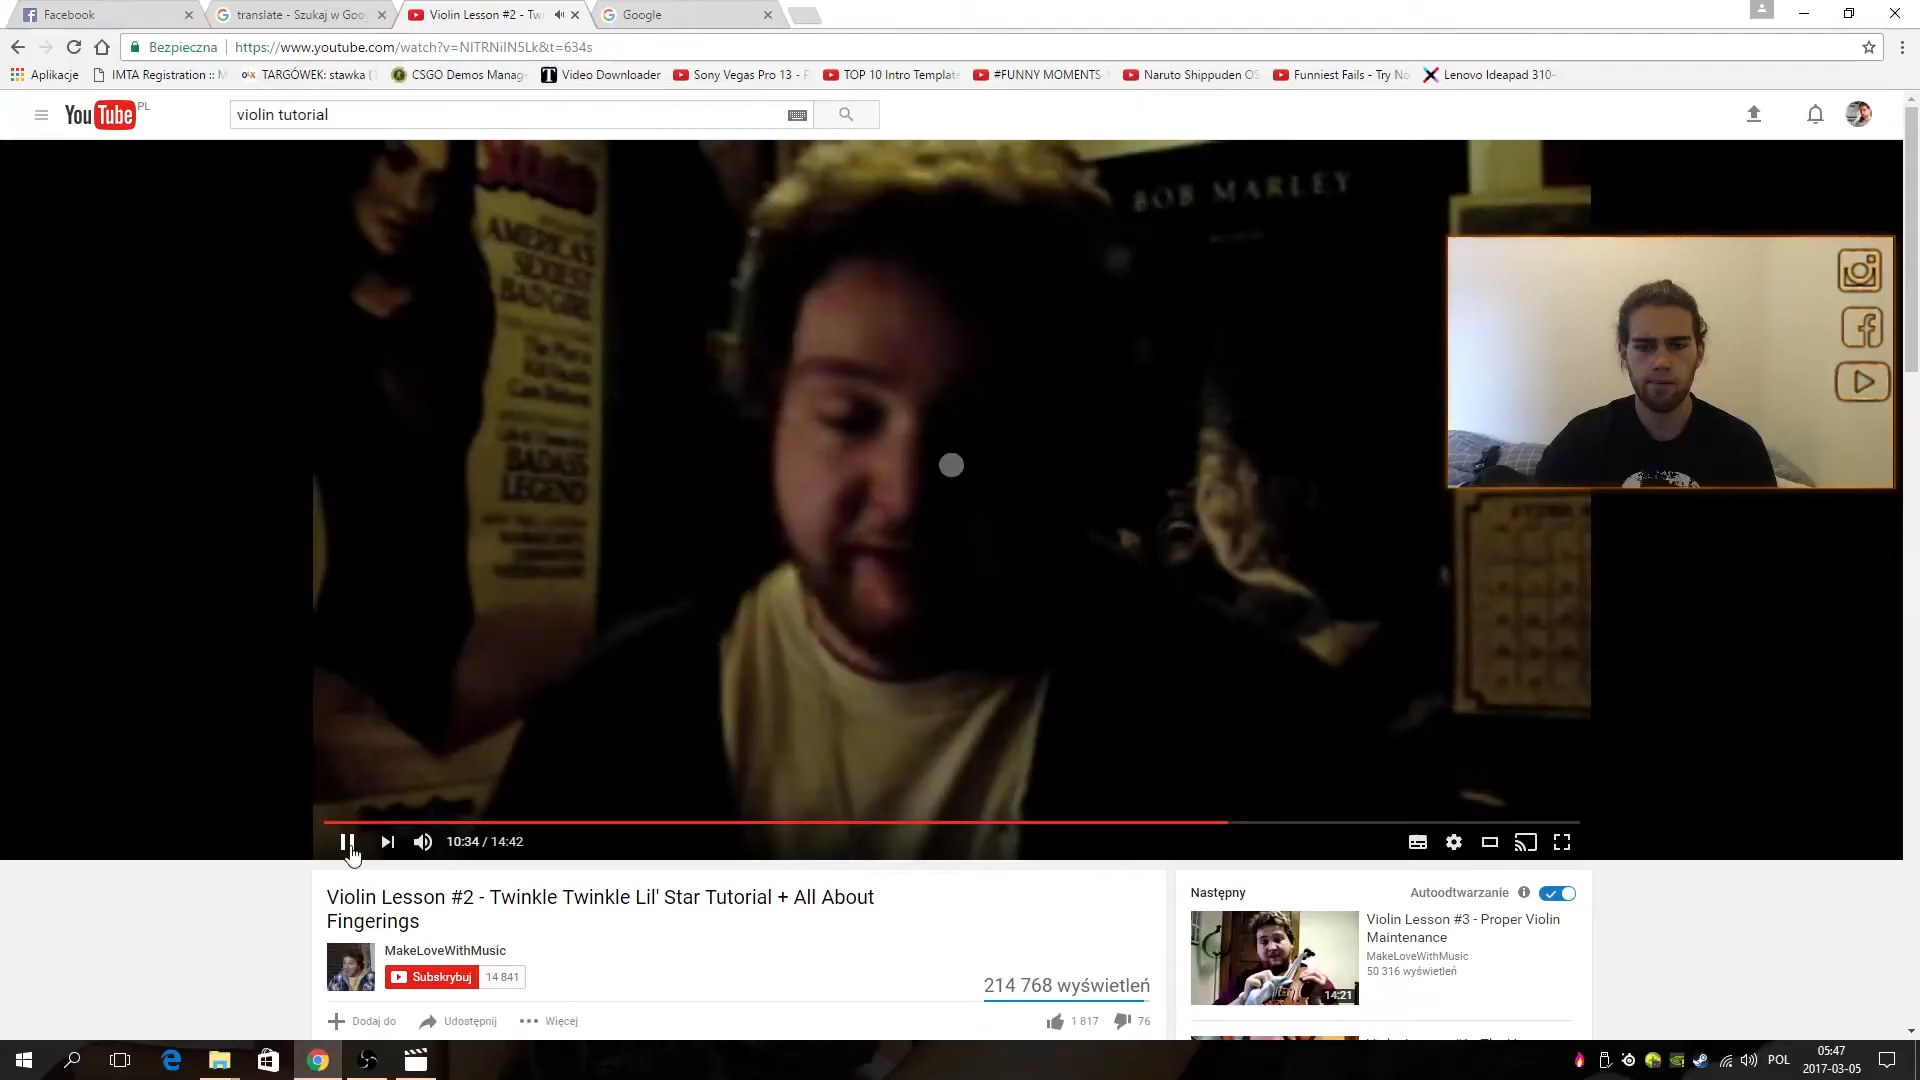 Facebook
translate - Szukaj w Goo
Violin Lesson #2 - Tw
Google
Bezpieczna
https://www.youtube.com/watch?v=NITRNiIN5Lk&t=634s
Aplikacje
IMTA Registration ::
TARGÓWEK: stawka (
CSGO Demos Mana
Video Downloader
Sony Vegas Pro 13 -
TOP 10 Intro Templat
#FUNNY MOMENTS
Naruto Shippuden OS
Funniest Fails - Try No
Lenovo Ideapad 310-
YouTube PL
violin tutorial
BOB MARLEY
AMERICA'S
SEXIEST
BAD GIRL
BADASS
LEGEND
10:34 / 14:42
Violin Lesson #2 - Twinkle Twinkle Lil' Star Tutorial + All About
Fingerings
MakeLoveWithMusic
Subskrybuj 14 841
214 768 wyświetleń
Dodaj do
Udostępnij
Więcej
1 817
76
Następny
Autoodtwarzanie
Violin Lesson #3 - Proper Violin
Maintenance
MakeLoveWithMusic
50 316 wyświetleń
14:21
POL
05:47
2017-03-05